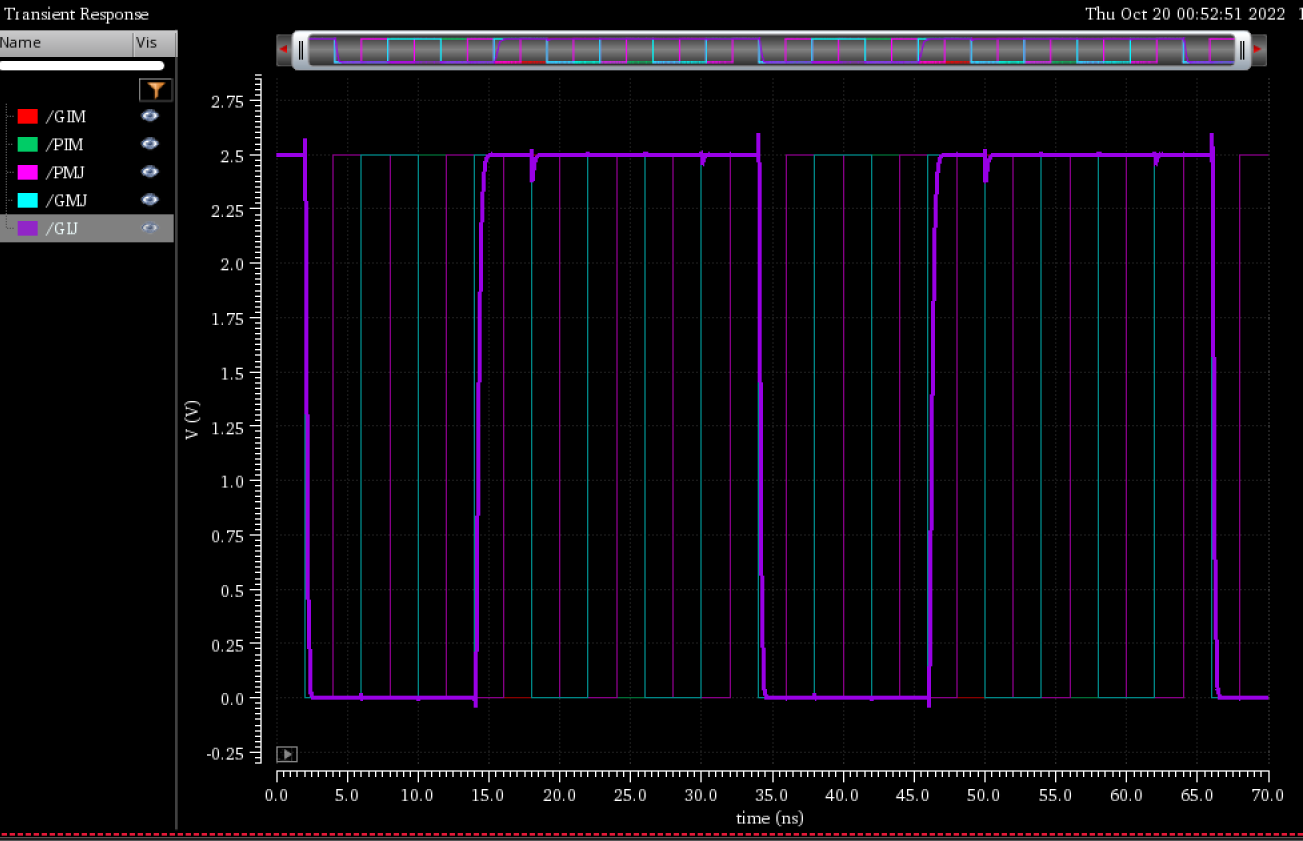 Transient Response
Thu Oct 20 00:52:51 2022 1
Name Vis
/GIM
/PIM
/PMJ
/GMJ
/GIJ
2.75
2.5
2.25
2.0
1.75
1.5
1.25
1.0
0.75
0.5
0.25
0.0
-0.25
V (V)
0.0 5.0 10.0 15.0 20.0 25.0 30.0 35.0 40.0 45.0 50.0 55.0 60.0 65.0 70.0
time (ns)